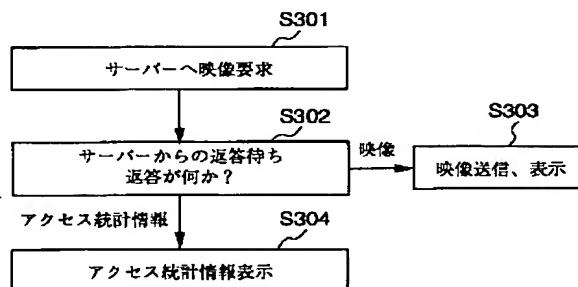 S301
サーバーへ映像要求
S302
サーバーからの返答待ち
返答が何か？
映像
S303
映像送信、表示
アクセス統計情報
S304
アクセス統計情報表示